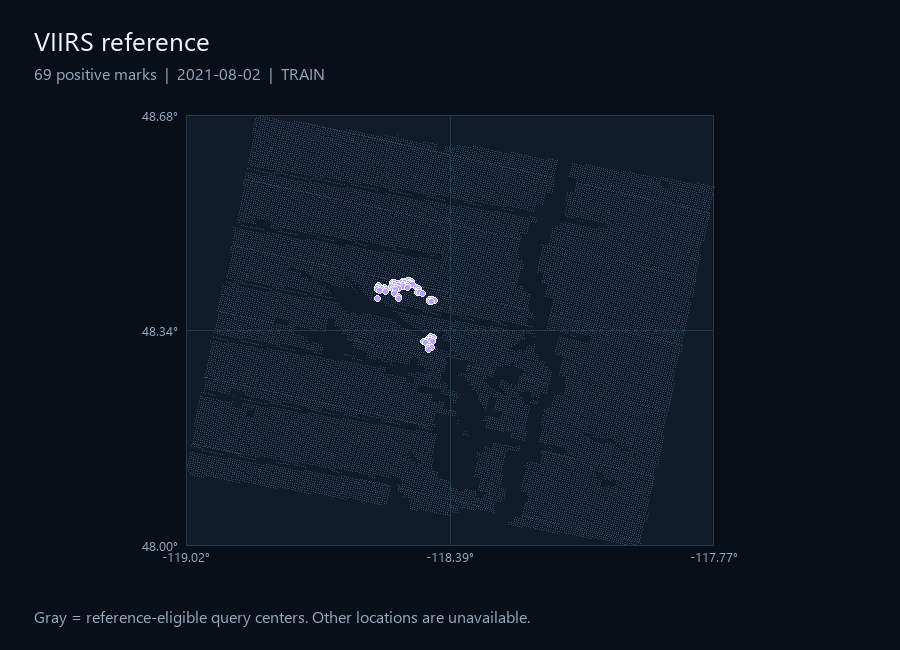 VIIRS reference
69 positive marks | 2021-08-02 | TRAIN
48.68°
48.34°
48.00°
-119.02°
-118.39°
-117.77°
Gray = reference-eligible query centers. Other locations are unavailable.